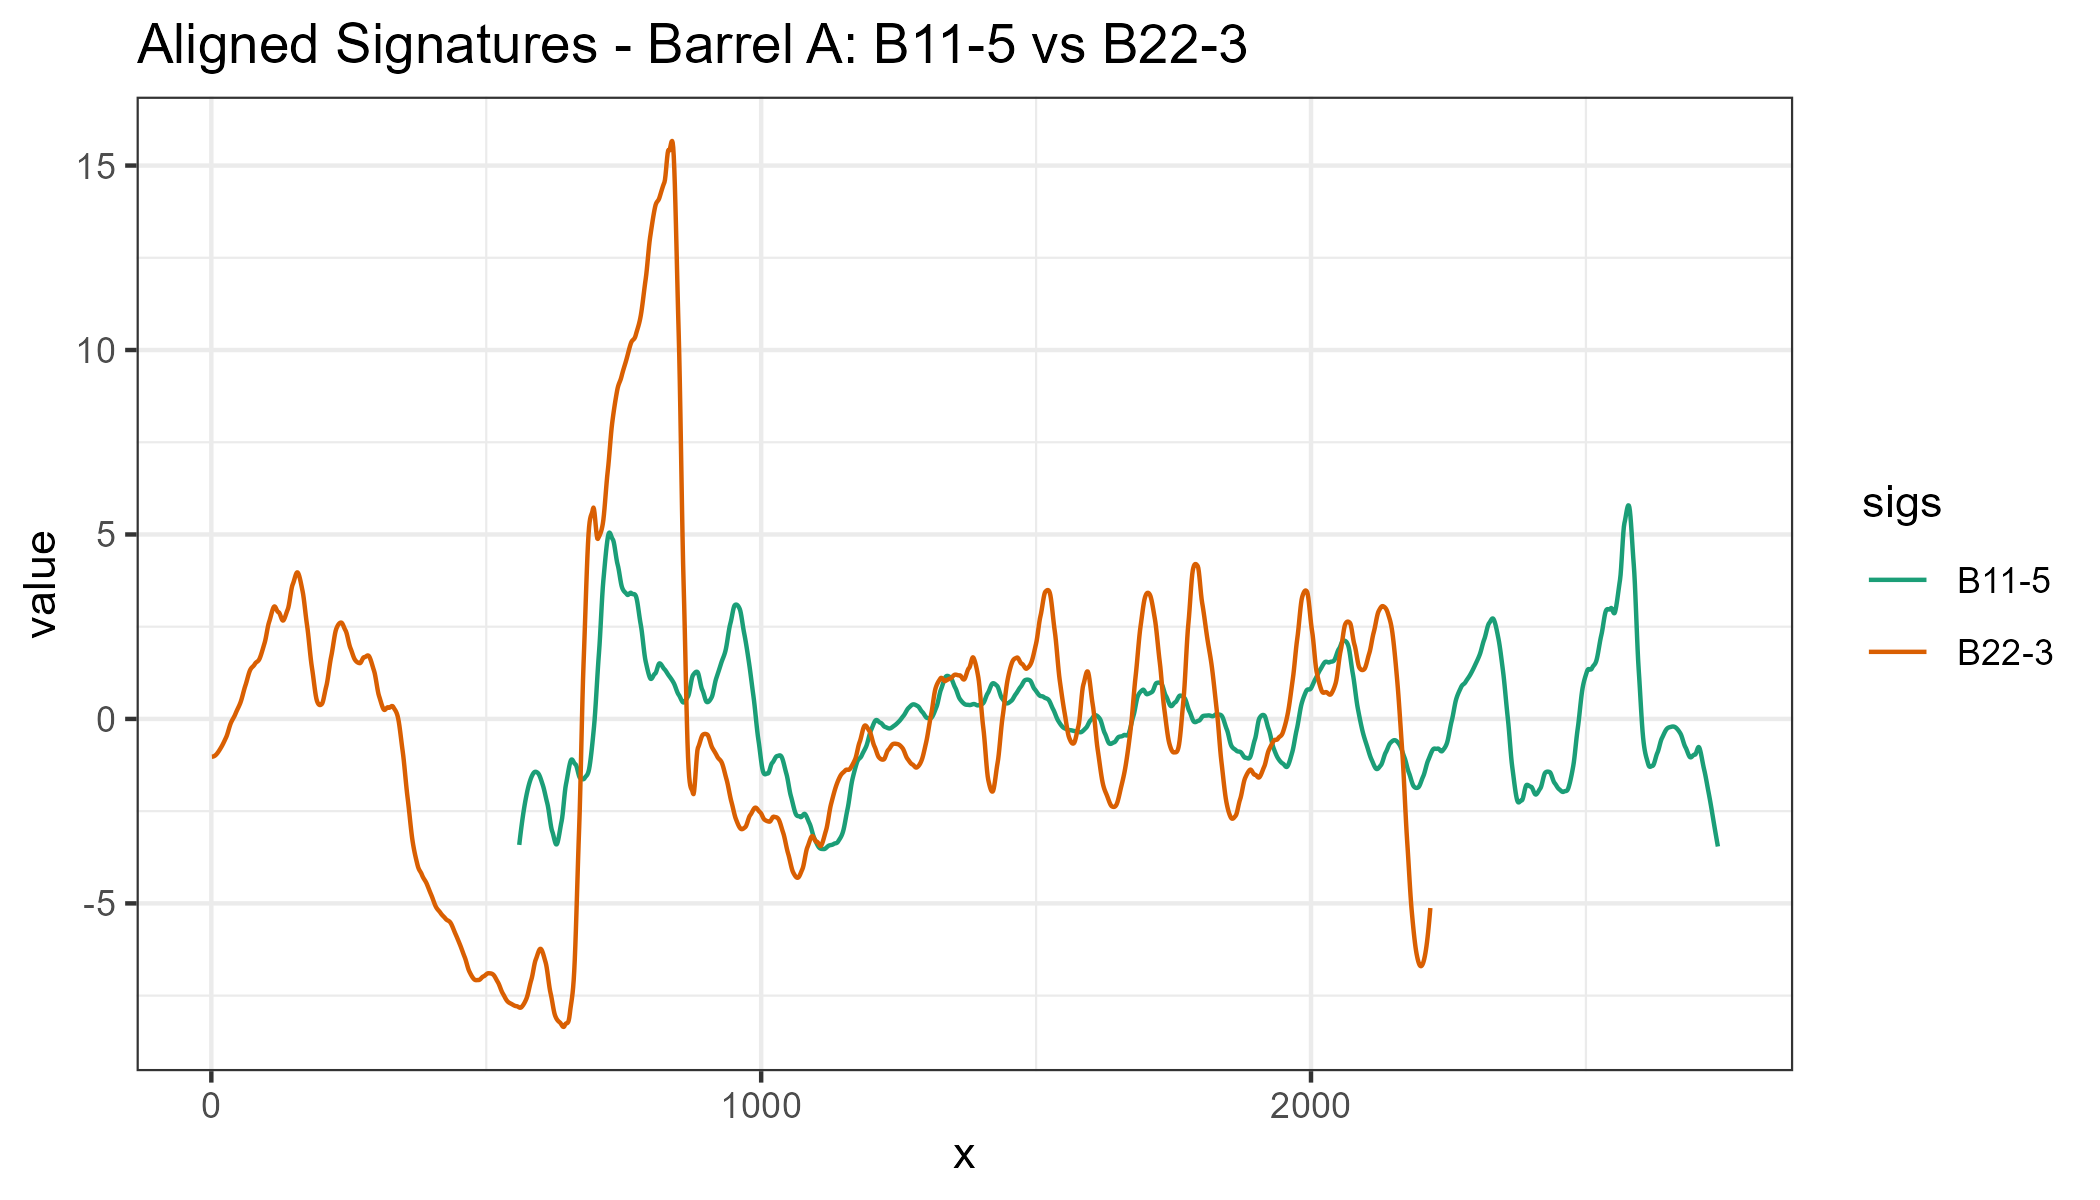 Aligned Signatures - Barrel A: B11-5 vs B22-3
value
15
10
5
0
-5
0 1000 2000
x
sigs
B11-5
B22-3